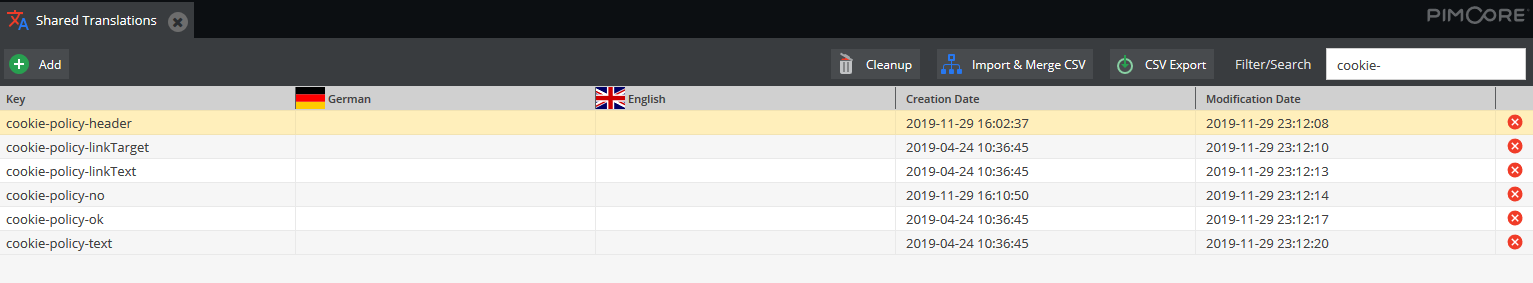 Shared Translations
PIMCORE
Add
Cleanup
Import & Merge CSV
CSV Export
Filter/Search
cookie-
Key German English Creation Date Modification Date
cookie-policy-header 2019-11-29 16:02:37 2019-11-29 23:12:08
cookie-policy-linkTarget 2019-04-24 10:36:45 2019-11-29 23:12:10
cookie-policy-linkText 2019-04-24 10:36:45 2019-11-29 23:12:13
cookie-policy-no 2019-11-29 16:10:50 2019-11-29 23:12:14
cookie-policy-ok 2019-04-24 10:36:45 2019-11-29 23:12:17
cookie-policy-text 2019-04-24 10:36:45 2019-11-29 23:12:20